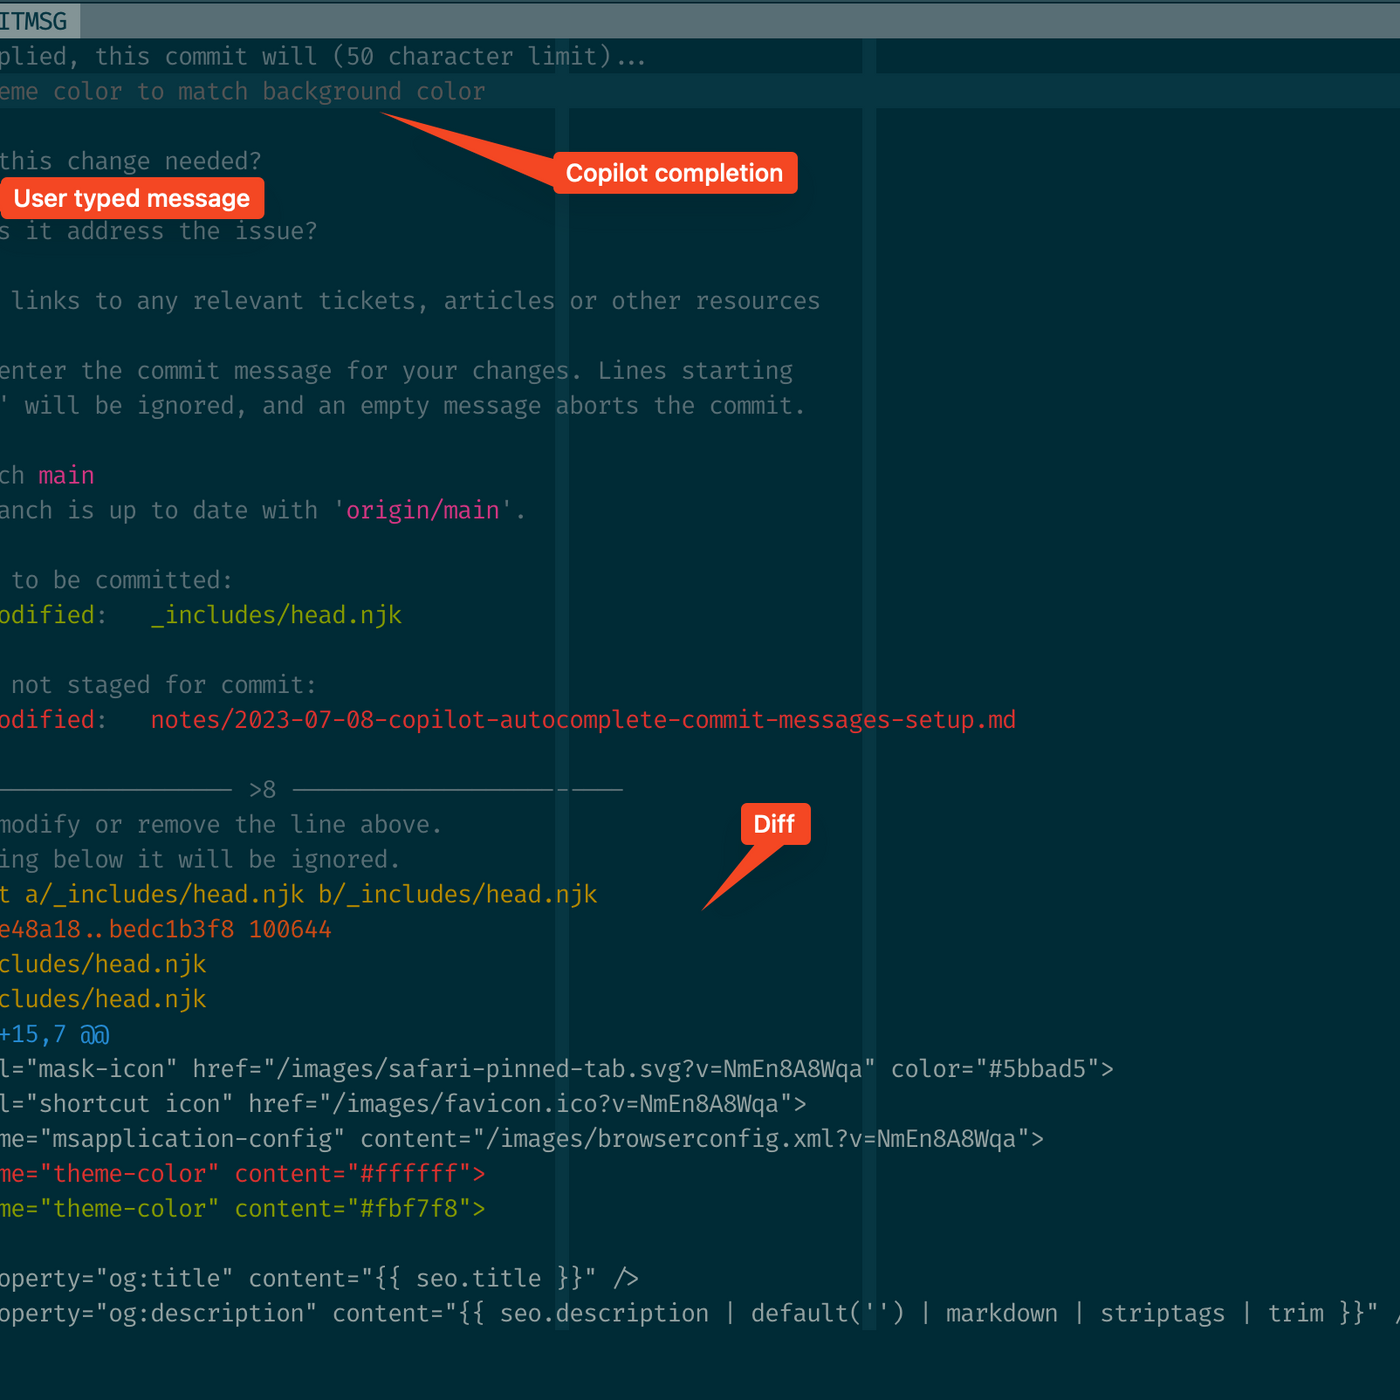 ITMSG
plied, this commit will (50 character limit)...
eme color to match background color
this change needed?
Copilot completion
User typed message
s it address the issue?
links to any relevant tickets, articles or other resources
enter the commit message for your changes. Lines starting
' will be ignored, and an empty message aborts the commit.
ch main
anch is up to date with 'origin/main'.
to be committed:
odified:   _includes/head.njk
not staged for commit:
odified:   notes/2023-07-08-copilot-autocomplete-commit-messages-setup.md
----------------- >8 ------------------------
modify or remove the line above.
Diff
ing below it will be ignored.
t a/_includes/head.njk b/_includes/head.njk
e48a18..bedc1b3f8 100644
cludes/head.njk
cludes/head.njk
+15,7 @@
l="mask-icon" href="/images/safari-pinned-tab.svg?v=NmEn8A8Wqa" color="#5bbad5">
l="shortcut icon" href="/images/favicon.ico?v=NmEn8A8Wqa">
me="msapplication-config" content="/images/browserconfig.xml?v=NmEn8A8Wqa">
me="theme-color" content="#ffffff">
me="theme-color" content="#fbf7f8">
operty="og:title" content="{{ seo.title }}" />
operty="og:description" content="{{ seo.description | default('') | markdown | striptags | trim }}" /